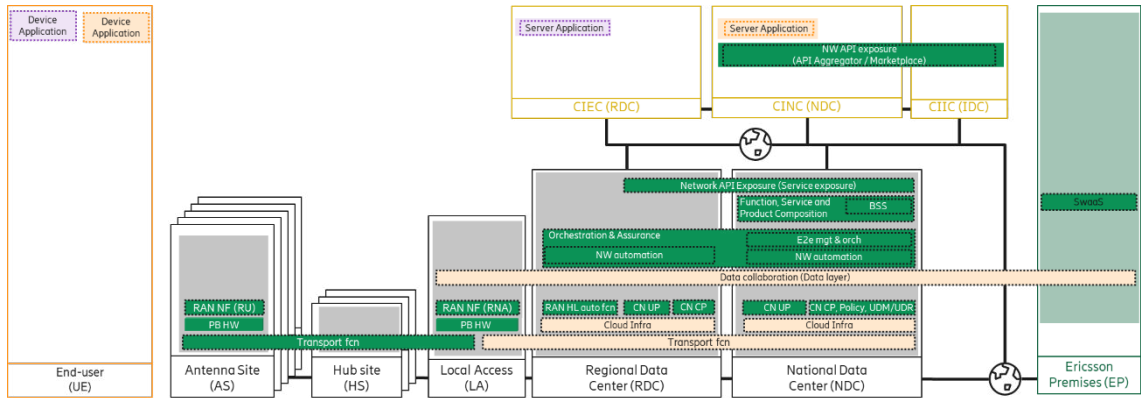 Device
Application
Device
Application
Server Application
Server Application
NW API exposure
(API Aggregator / Marketplace)
CIEC (RDC)
CINC (NDC)
CIIC (IDC)
Network API Exposure (Service exposure)
Function, Service and
Product Composition
BSS
SwaaS
Orchestration & Assurance
E2e mgt & orch
NW automation
NW automation
Data collaboration (Data layer)
RAN NF (RU)
RAN NF (RNA)
RAN HL auto fcn
CN UP
CN CP
CN UP
CN CP, Policy, UDM/UDR
PB HW
PB HW
Cloud Infra
Cloud Infra
Transport fcn
Transport fcn
End-user
(UE)
Antenna Site
(AS)
Hub site
(HS)
Local Access
(LA)
Regional Data
Center (RDC)
National Data
Center (NDC)
Ericsson
Premises (EP)